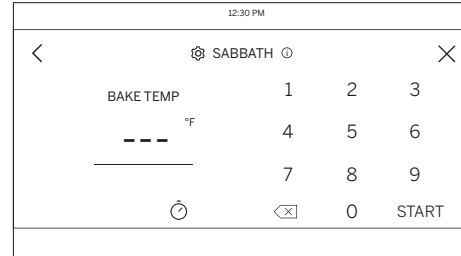 12:30 PM
SABBATH
BAKE TEMP
--- °F
1 2 3
4 5 6
7 8 9
0 START